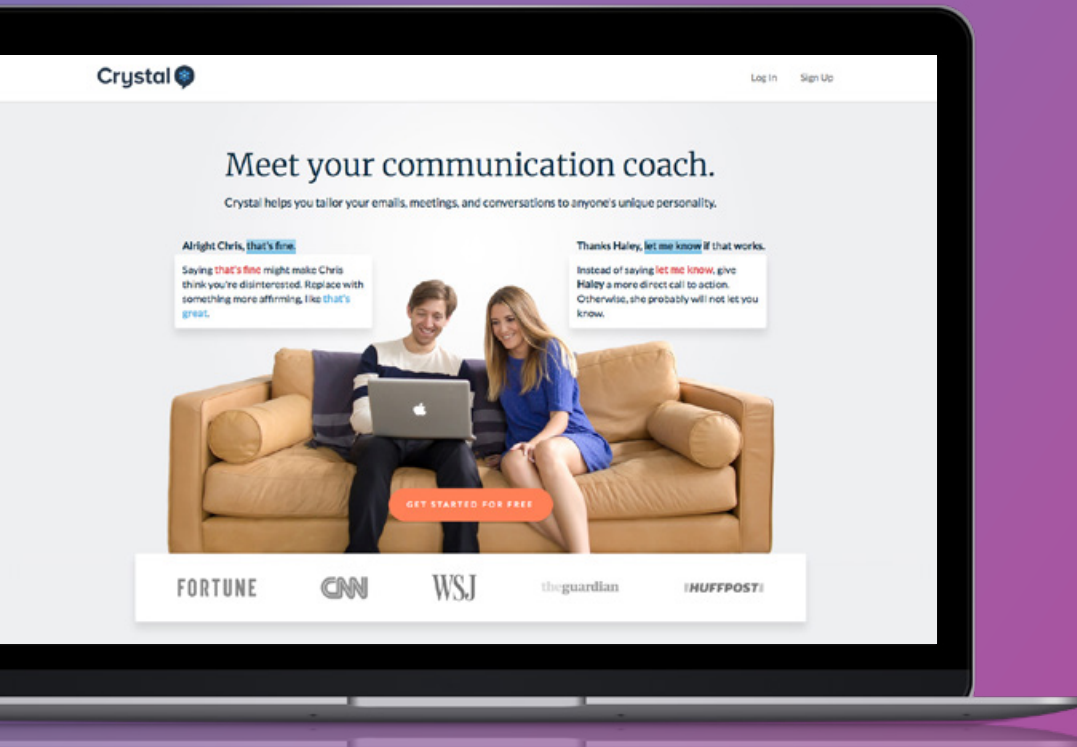 Crystal
Log In Sign Up
Meet your communication coach.
Crystal helps you tailor your emails, meetings, and conversations to anyone's unique personality.
Alright Chris, that's fine.
Saying that's fine might make Chris
think you're disinterested. Replace with
something more affirming, like that's
great.
Thanks Haley, let me know if that works.
Instead of saying let me know, give
Haley a more direct call to action.
Otherwise, she probably will not let you
know.
GET STARTED FOR FREE
FORTUNE CNN WSJ theguardian HUFFPOST